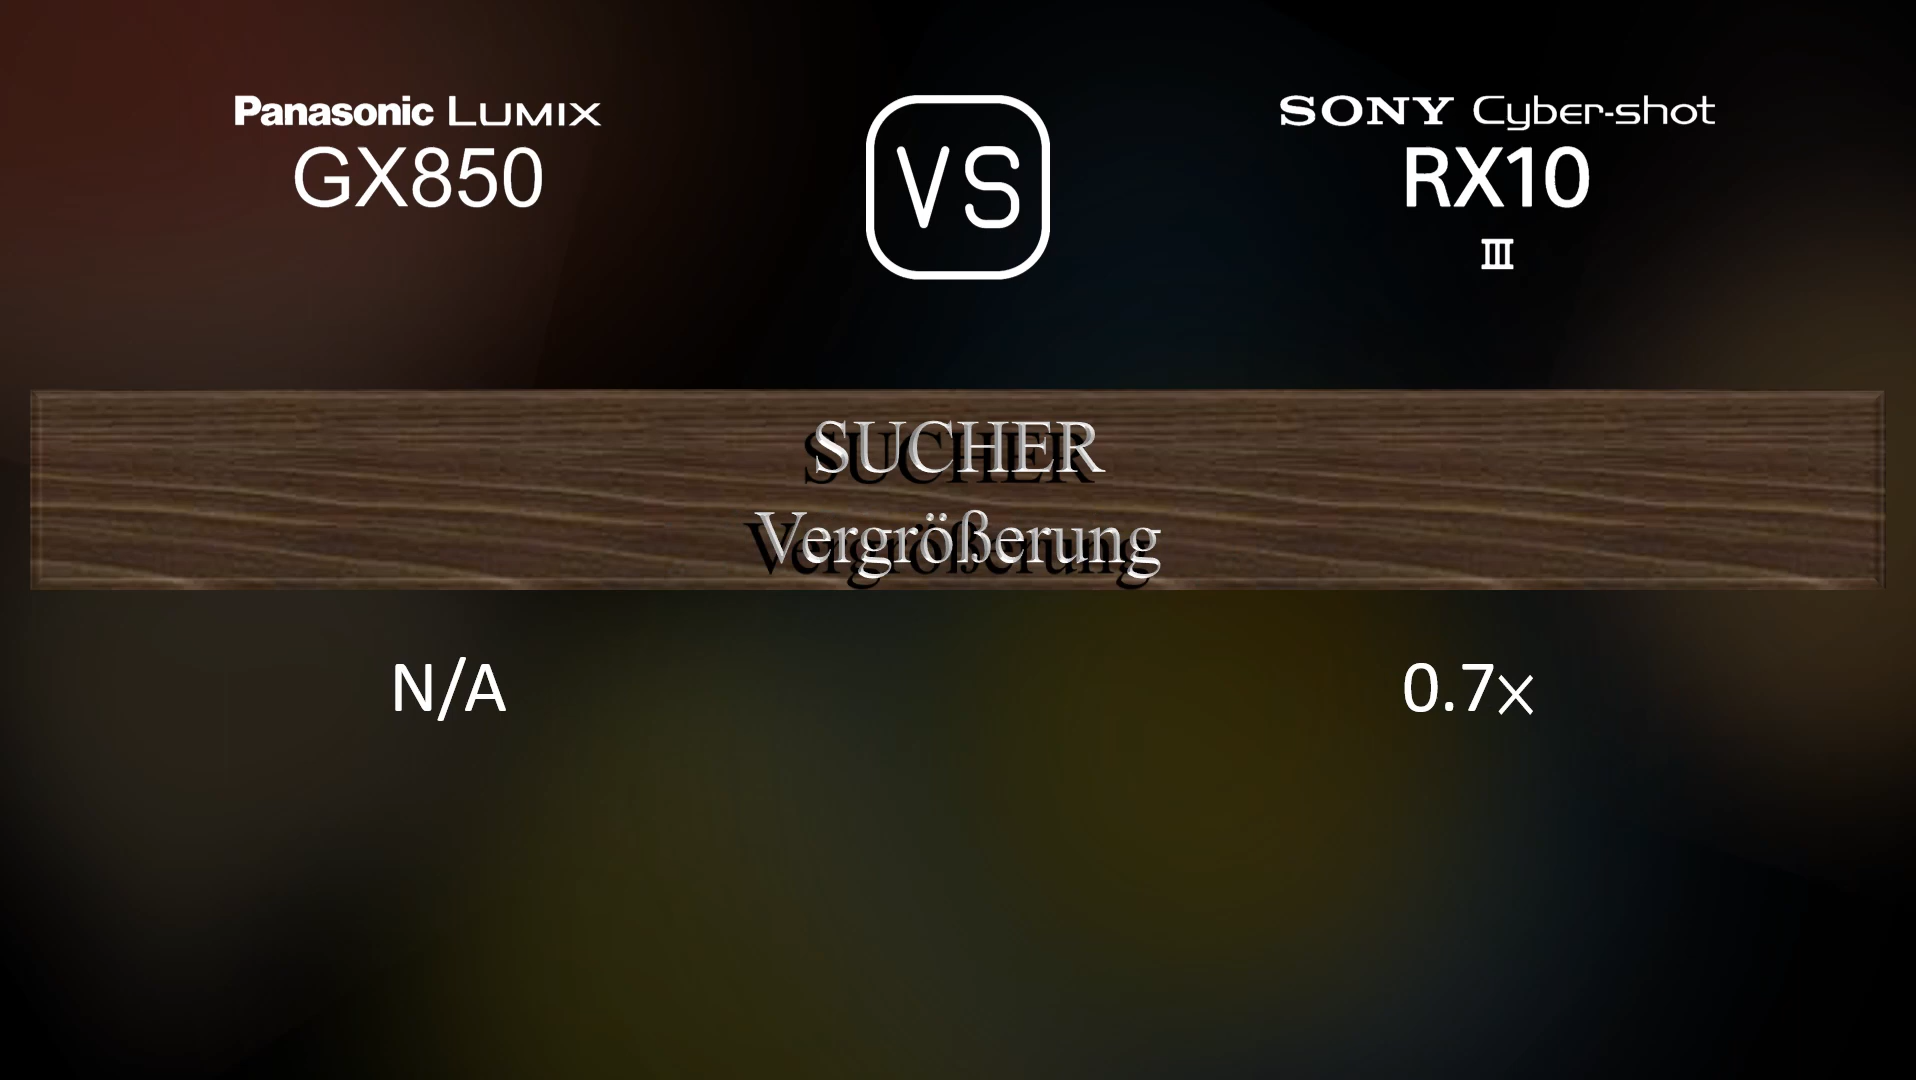 Panasonic LUMIX
GX850
VS
SONY Cyber-shot
RX10
III
SUCHER
Vergrößerung
N/A
0.7x